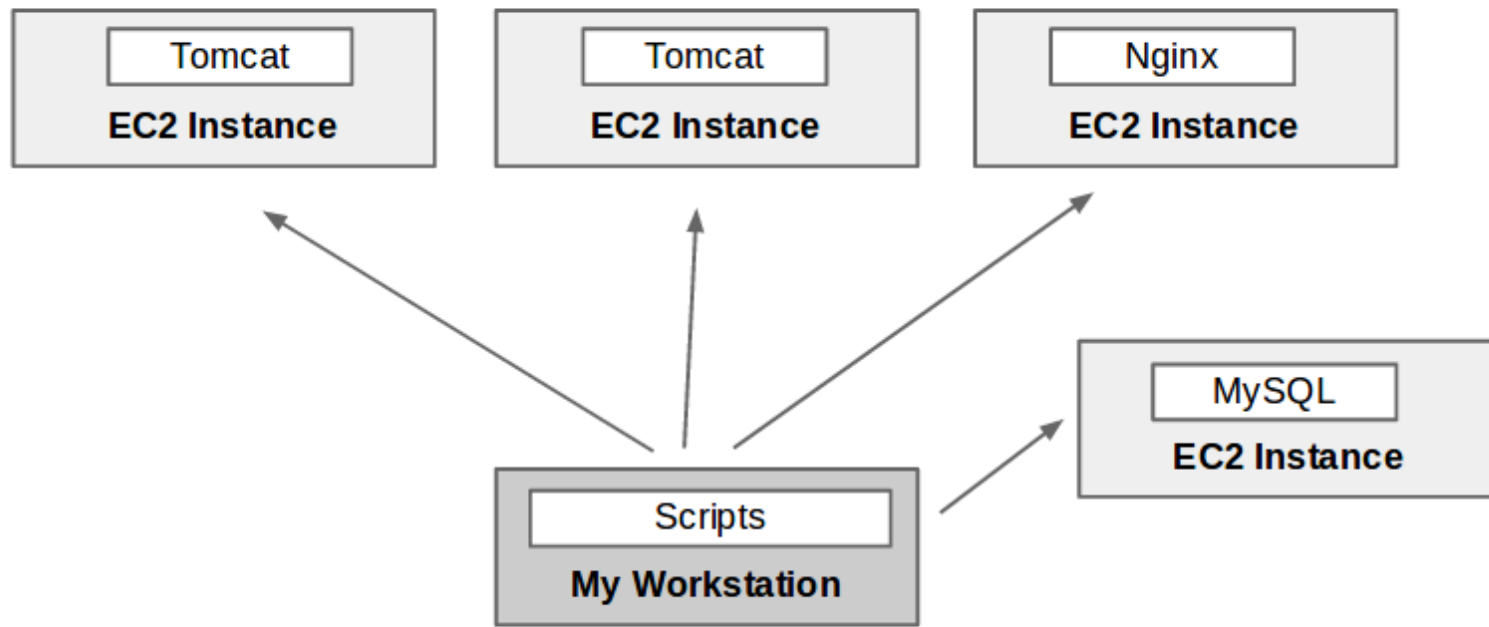 Tomcat
EC2 Instance
Tomcat
EC2 Instance
Nginx
EC2 Instance
MySQL
EC2 Instance
Scripts
My Workstation